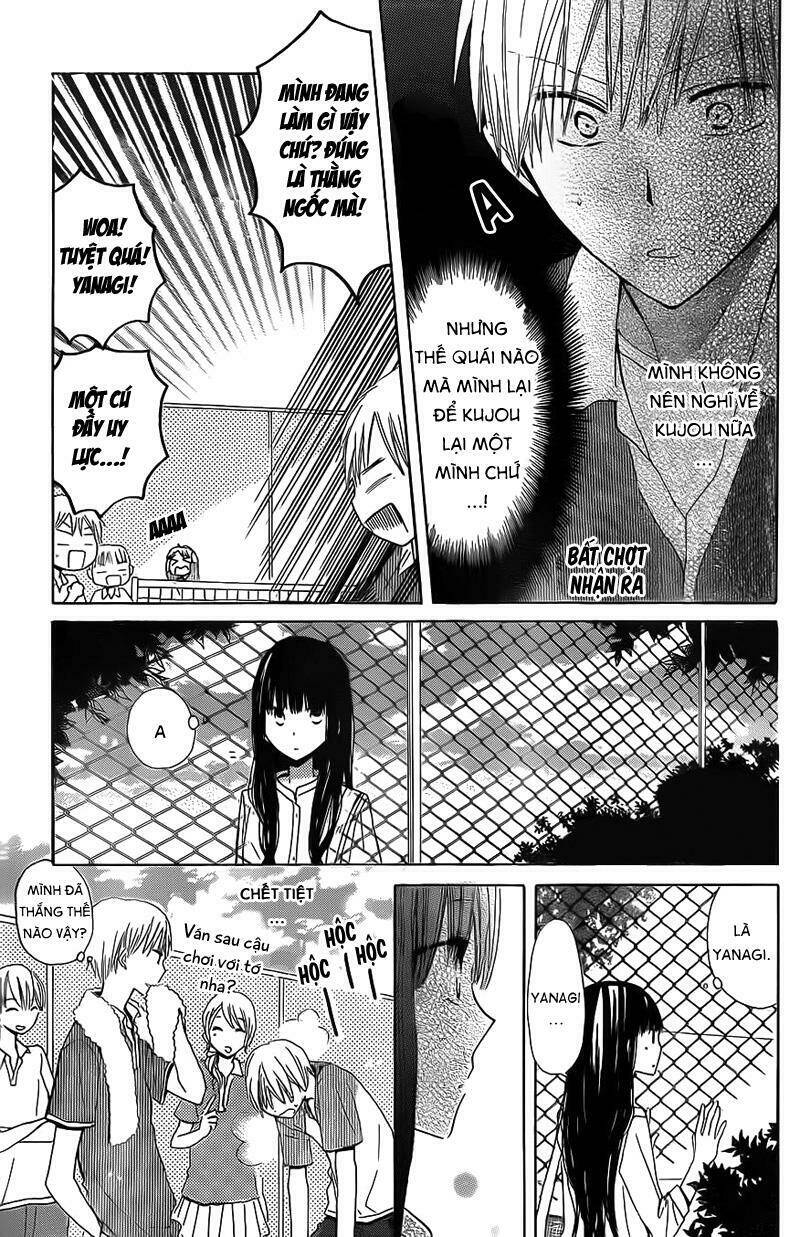 MÌNH KHÔNG
NÊN NGHĨ VỀ
KUJOU NỮA
...
A
NHƯNG
THẾ QUÁI NÀO
MÀ MÌNH LẠI
ĐỂ KUJOU
LẠI MỘT
MÌNH CHỨ
...!
BẤT CHỢT
NHẬN RA
MÌNH ĐANG
LÀM GÌ VẬY
CHỨ? ĐÚNG
LÀ THẰNG
NGỐC MÀ!
WOA!
TUYỆT QUÁ!
YANAGI!
MỘT CÚ
ĐẦY UY
LỰC....!
AAAA
A
LÀ
YANAGI.
YANAGI
...
CHẾT TIỆT
...
HỘC
HỘC
HỘC
Ván sau cậu
chơi với tớ
nha?
MÌNH ĐÃ
THẮNG THẾ
NÀO VẬY?